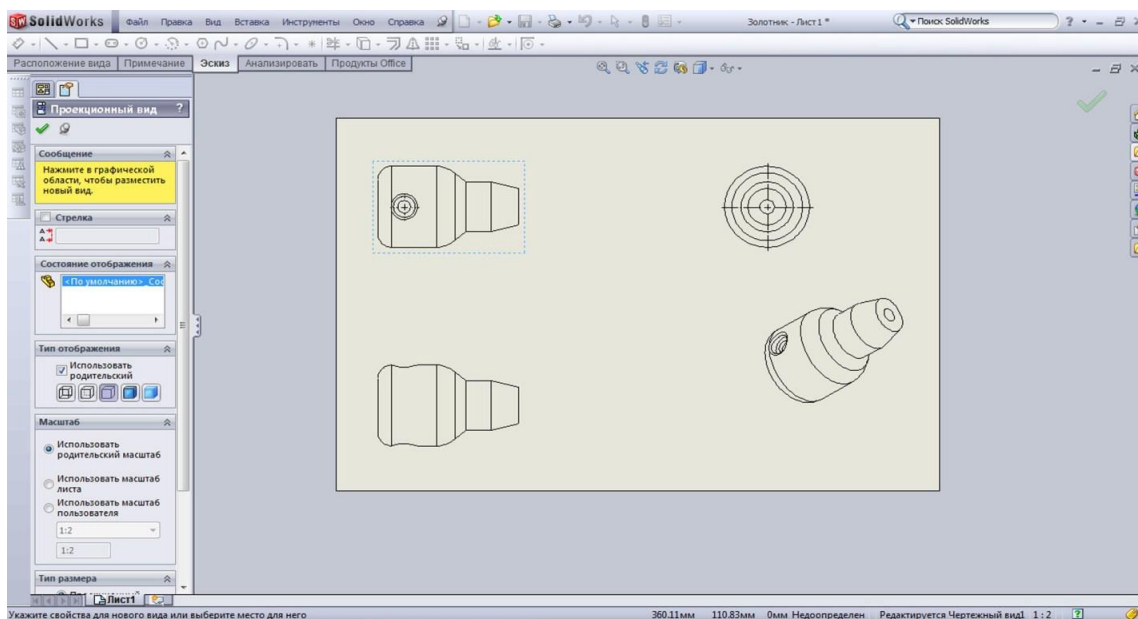 SolidWorks Файл Правка Вид Вставка Инструменты Окно Справка Золотник - Лист1 * Поиск SolidWorks ?
Расположение вида Примечание Эскиз Анализировать Продукты Office
Проекционный вид ?
Сообщение
Нажмите в графической
области, чтобы разместить
новый вид.
Стрелка
Состояние отображения
<По умолчанию>_Сос
Тип отображения
Использовать
родительский
Масштаб
Использовать
родительский масштаб
Использовать масштаб
листа
Использовать масштаб
пользователя
1:2
1:2
Тип размера
Лист1
Укажите свойства для нового вида или выберите место для него 360.11мм 110.83мм 0мм Недоопределен Редактируется Чертежный вид1 1 : 2 ?